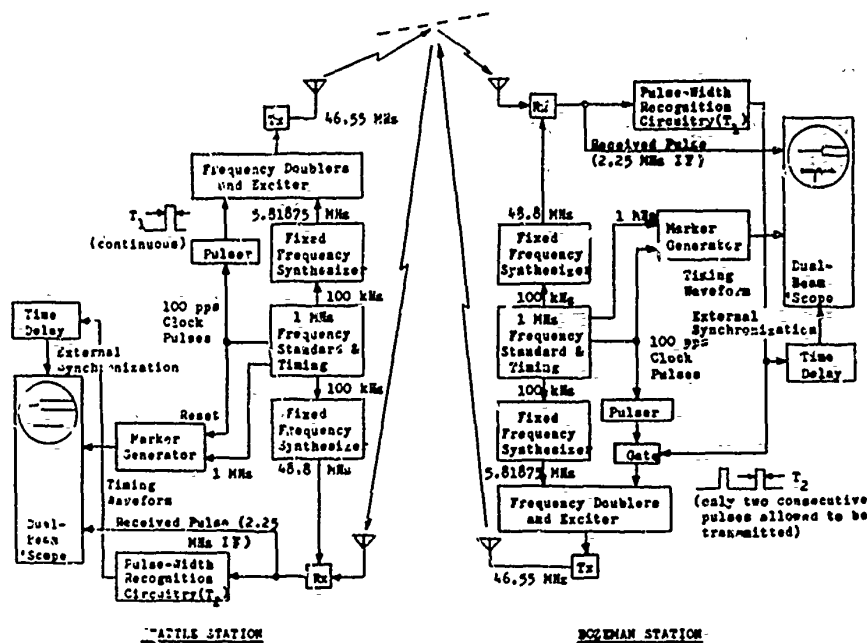 Tx
46.55 MHz
Frequency Doublers
and Exciter
T1
(continuous)
5.81875 MHz
Pulser
Fixed
Frequency
Synthesizer
100 kHz
Time
Delay
100 pps
Clock
Pulses
1 MHz
Frequency
Standard &
Timing
External
Synchronization
100 kHz
Reset
Marker
Generator
Fixed
Frequency
Synthesizer
1 MHz
48.8 MHz
Timing
Waveform
Received Pulse (2.25
MHz IF)
Dual-
Beam
Scope
Pulse-Width
Recognition
Circuitry(T2)
Rx
ATTLE STATION
Pulse-Width
Recognition
Circuitry(T1)
Received Pulse
(2.25 MHz IF)
48.8 MHz
Fixed
Frequency
Synthesizer
Marker
Generator
Timing
Waveform
100 kHz
1 MHz
Frequency
Standard &
Timing
External
Synchronization
Dual-
Beam
Scope
100 pps
Clock
Pulses
Time
Delay
100 kHz
Fixed
Frequency
Synthesizer
Pulser
Gate
5.81875 MHz
T2
(only two consecutive
pulses allowed to be
transmitted)
Frequency Doublers
and Exciter
46.55 MHz
Tx
BOZEMAN STATION